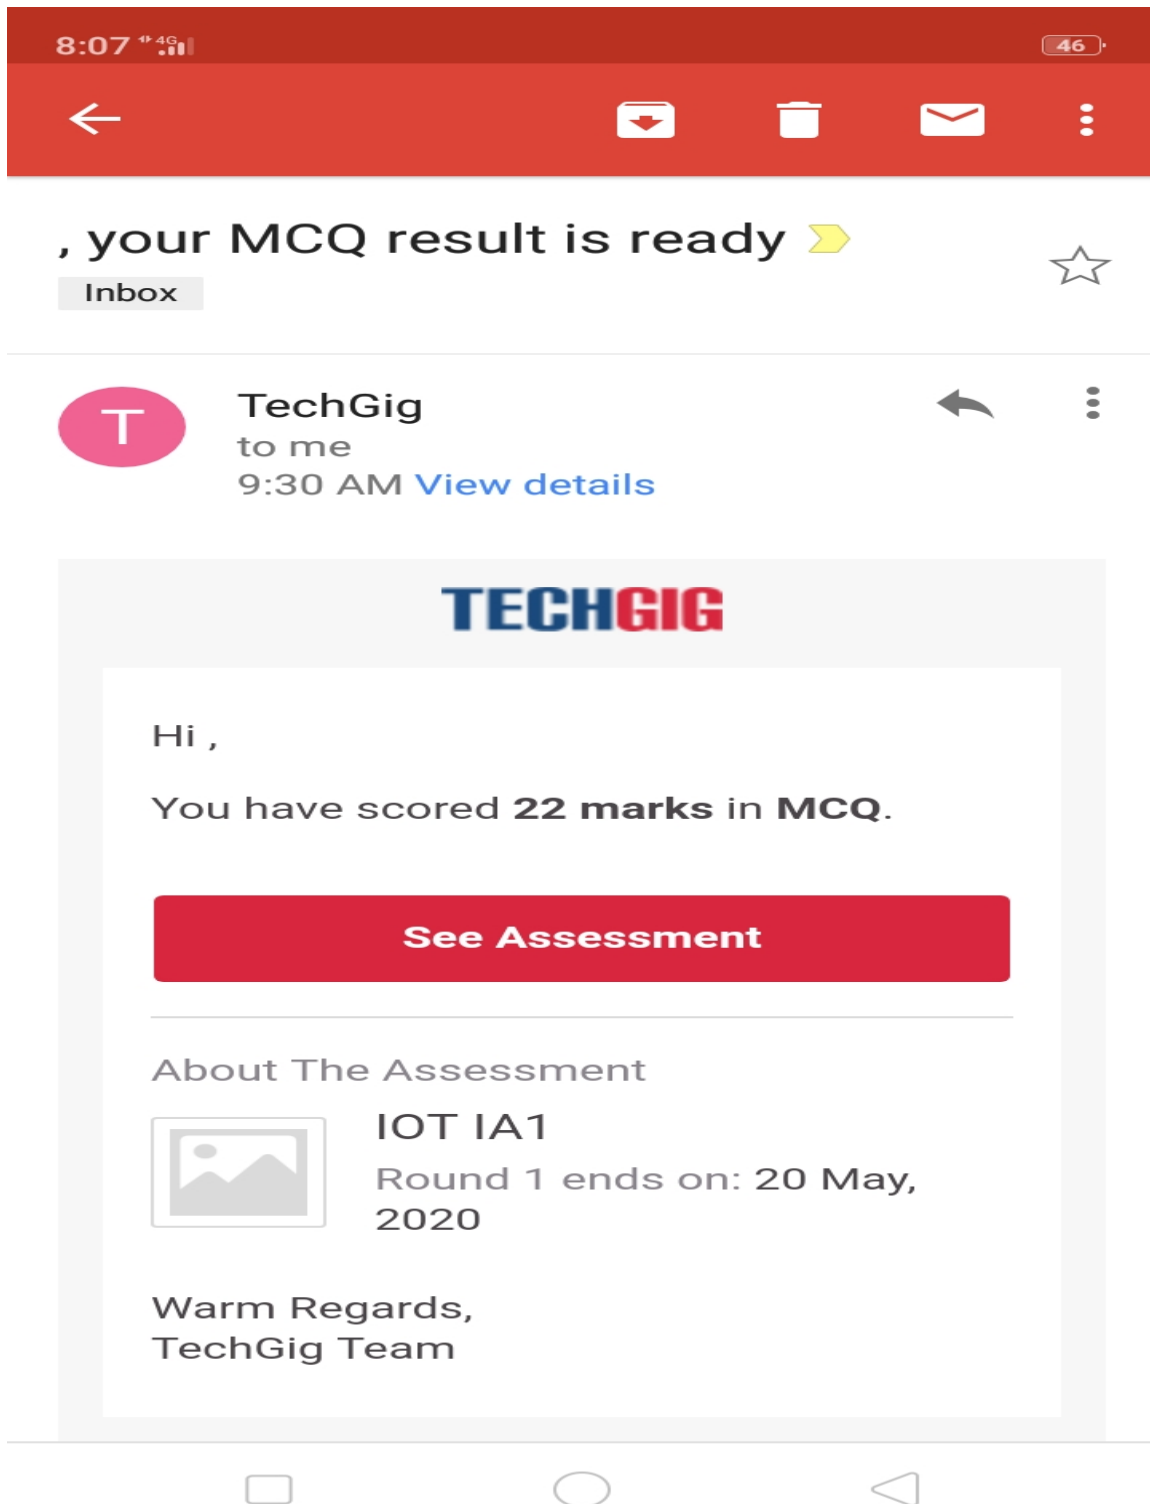 8:07 4G 46
, your MCQ result is ready
Inbox
T
TechGig
to me
9:30 AM View details
TECHGIG
Hi ,
You have scored 22 marks in MCQ.
See Assessment
About The Assessment
IOT IA1
Round 1 ends on: 20 May,
2020
Warm Regards,
TechGig Team